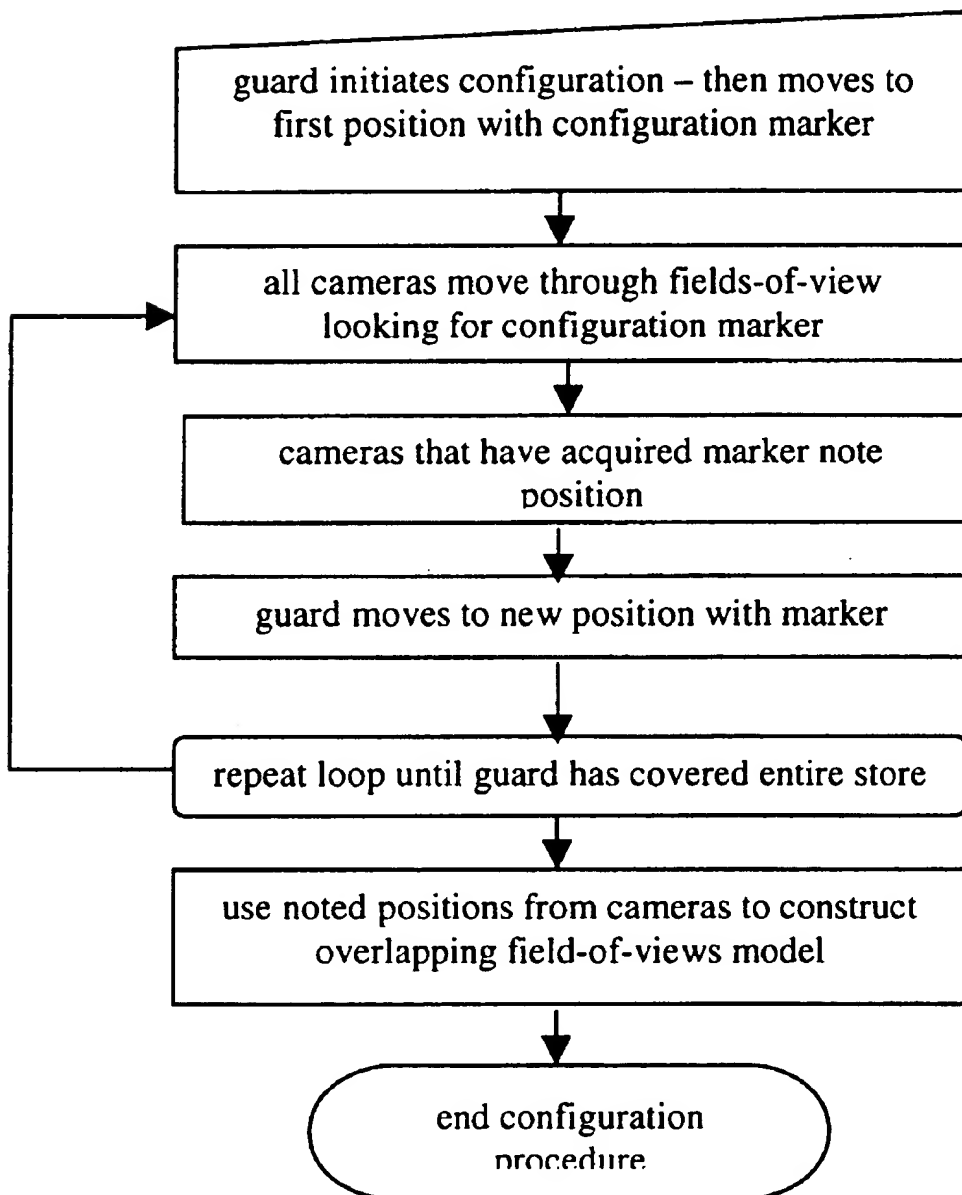 guard initiates configuration – then moves to
first position with configuration marker
all cameras move through fields-of-view
looking for configuration marker
cameras that have acquired marker note
position
guard moves to new position with marker
repeat loop until guard has covered entire store
use noted positions from cameras to construct
overlapping field-of-views model
end configuration
procedure